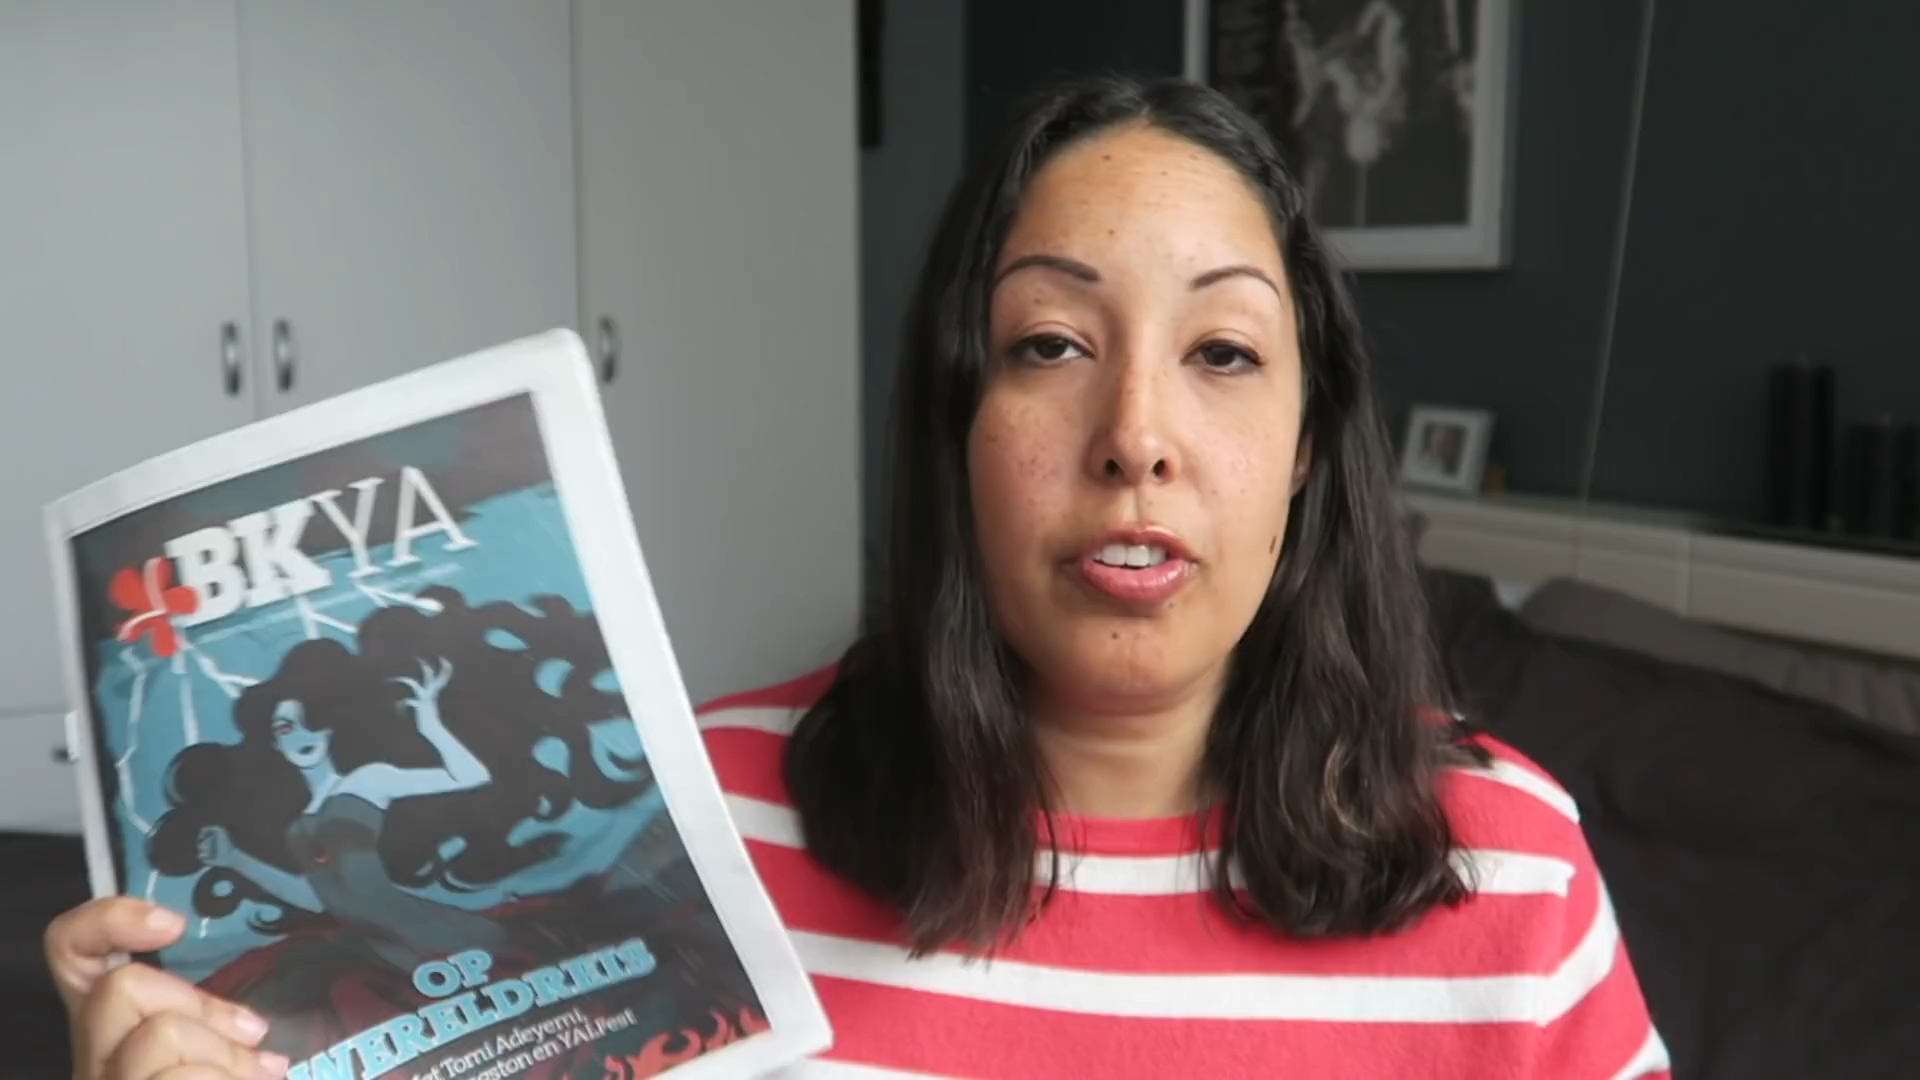 BKYA
OP
WERELDREIS
Met Tomi Adeyemi,
en YALFest